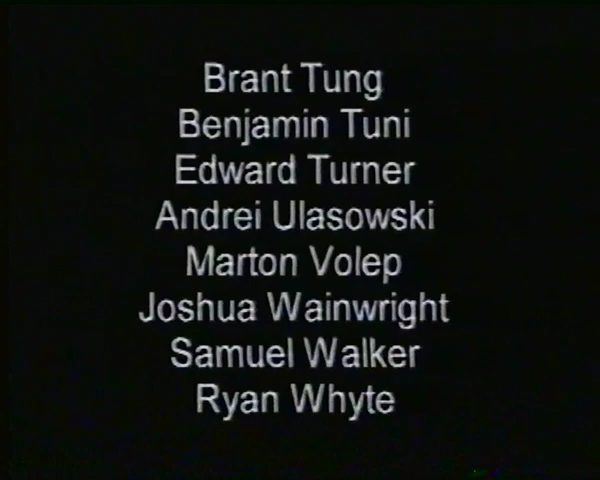 Brant Tung
Benjamin Tuni
Edward Turner
Andrei Ulasowski
Marton Volep
Joshua Wainwright
Samuel Walker
Ryan Whyte